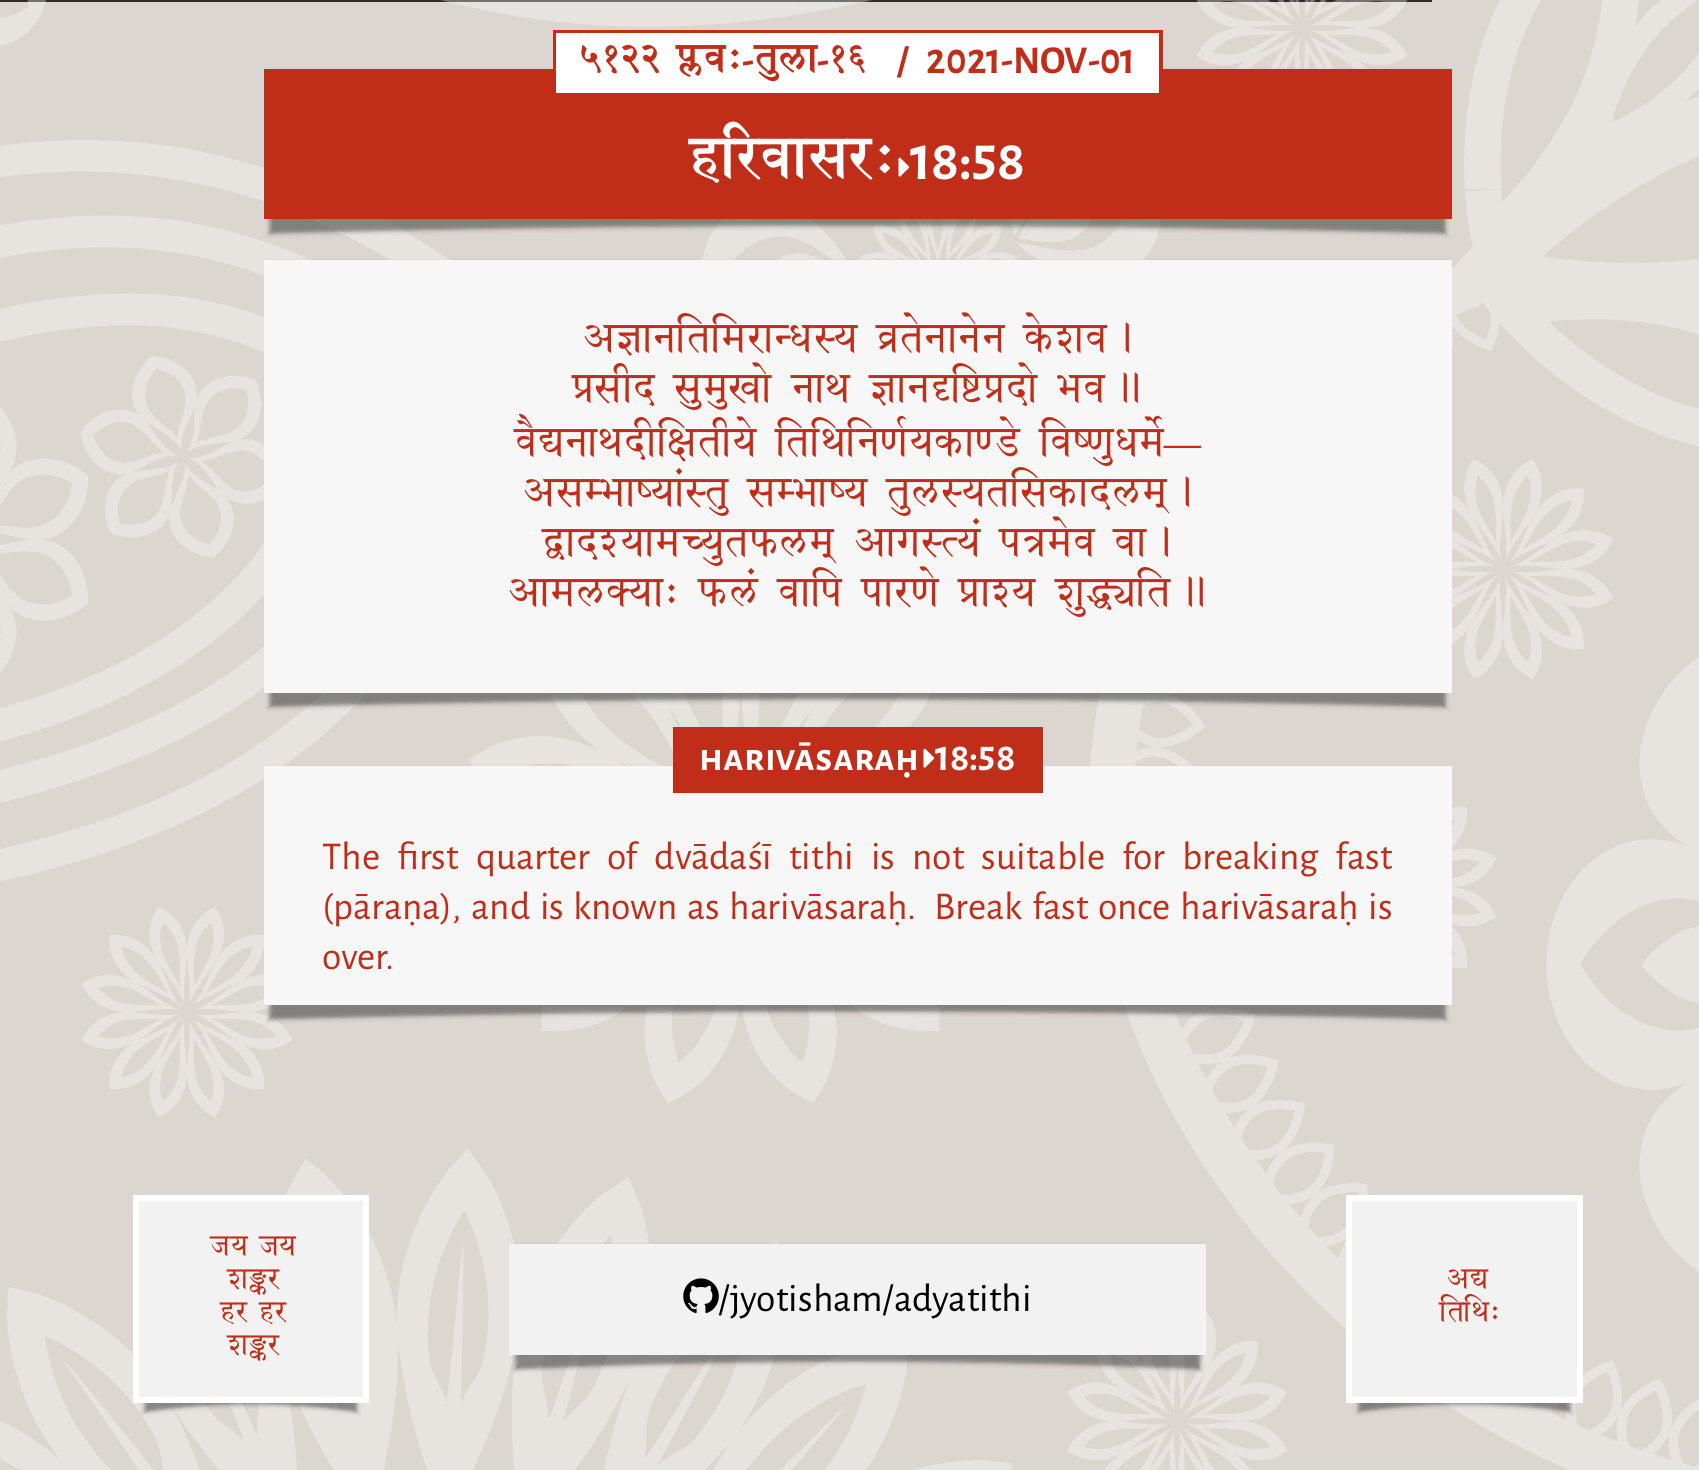 ५१२२ प्लवः-तुला-१६ / 2021-NOV-01
हरिवासरः▸18:58
अज्ञानतिमिरान्धस्य व्रतेनानेन केशव।
प्रसीद सुमुखो नाथ ज्ञानदृष्टिप्रदो भव॥
वैद्यनाथदीक्षितीये तिथिनिर्णयकाण्डे विष्णुधर्मे—
असम्भाष्यांस्तु सम्भाष्य तुलस्यतसिकादलम्।
द्वादश्यामच्युतफलम् आगस्त्यं पत्रमेव वा।
आमलक्याः फलं वापि पारणे प्राश्य शुद्ध्यति॥
HARIVĀSARAḤ▸18:58
The first quarter of dvādaśī tithi is not suitable for breaking fast
(pāraṇa), and is known as harivāsaraḥ. Break fast once harivāsaraḥ is
over.
जय जय
शङ्कर
हर हर
शङ्कर
/jyotisham/adyatithi
अद्य
तिथिः